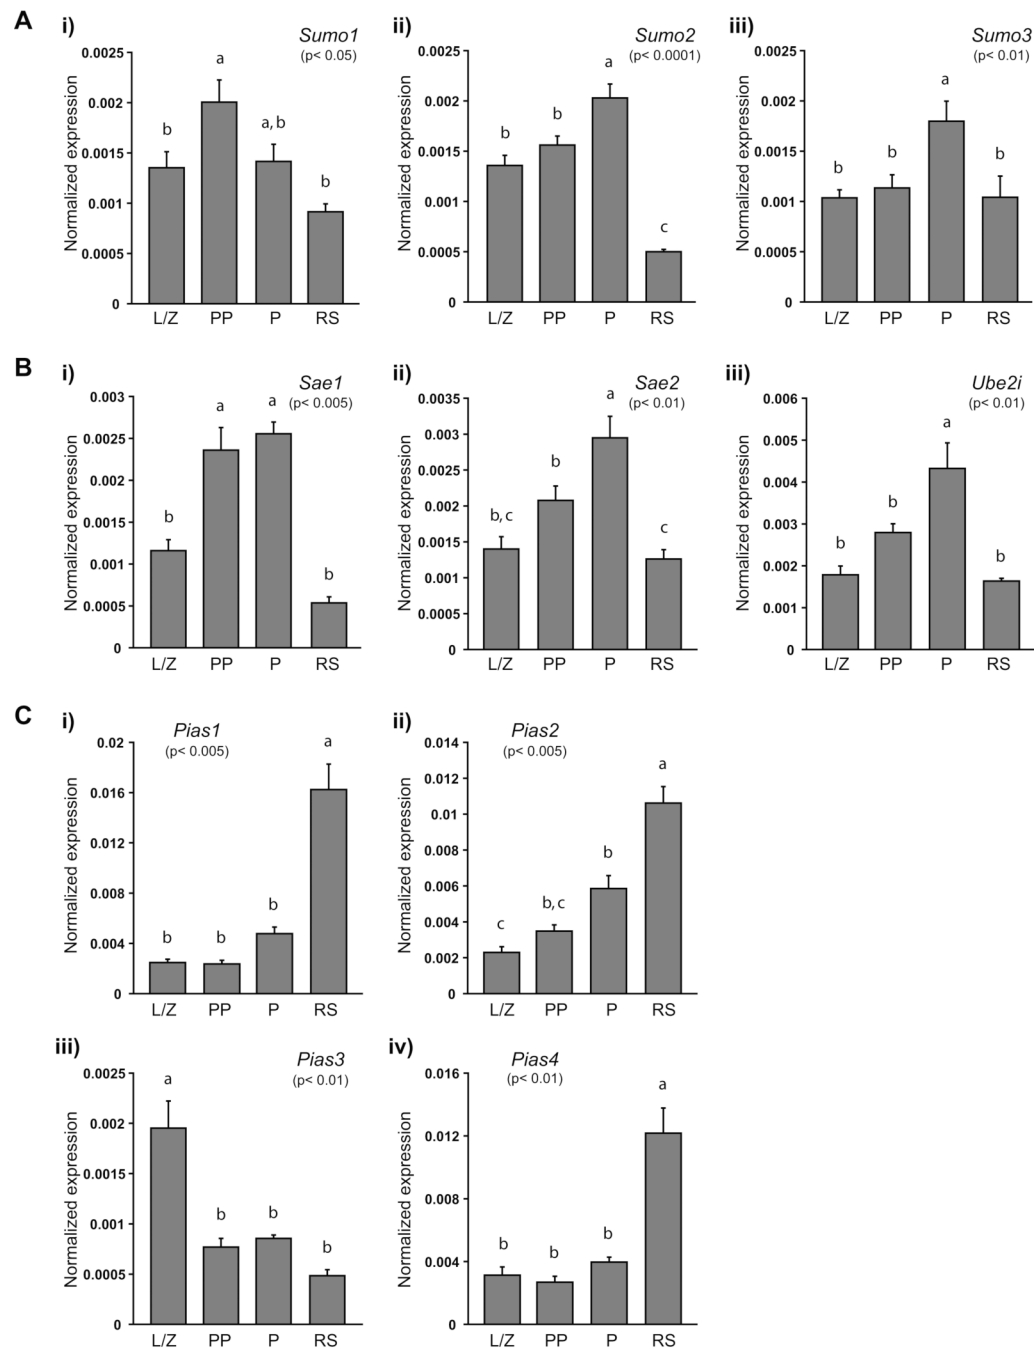 A
i)
Sumo1
(p< 0.05)
Normalized expression
0.0025
0.002
0.0015
0.001
0.0005
0
b
a
a,b
b
L/Z PP P RS
ii)
Sumo2
(p< 0.0001)
Normalized expression
0.0025
0.002
0.0015
0.001
0.0005
0
b
b
a
c
L/Z PP P RS
iii)
Sumo3
(p< 0.01)
Normalized expression
0.0025
0.002
0.0015
0.001
0.0005
0
b
b
a
b
L/Z PP P RS
B
i)
Sae1
(p< 0.005)
Normalized expression
0.003
0.0025
0.002
0.0015
0.001
0.0005
0
b
a
a
b
L/Z PP P RS
ii)
Sae2
(p< 0.01)
Normalized expression
0.0035
0.003
0.0025
0.002
0.0015
0.001
0.0005
0
b,c
b
a
c
L/Z PP P RS
iii)
Ube2i
(p< 0.01)
Normalized expression
0.006
0.005
0.004
0.003
0.002
0.001
0
b
b
a
b
L/Z PP P RS
C
i)
Pias1
(p< 0.005)
Normalized expression
0.02
0.016
0.012
0.008
0.004
0
b
b
b
a
L/Z PP P RS
ii)
Pias2
(p< 0.005)
Normalized expression
0.014
0.012
0.01
0.008
0.006
0.004
0.002
0
c
b,c
b
a
L/Z PP P RS
iii)
Pias3
(p< 0.01)
Normalized expression
0.0025
0.002
0.0015
0.001
0.0005
0
a
b
b
b
L/Z PP P RS
iv)
Pias4
(p< 0.01)
Normalized expression
0.016
0.012
0.008
0.004
0
b
b
b
a
L/Z PP P RS